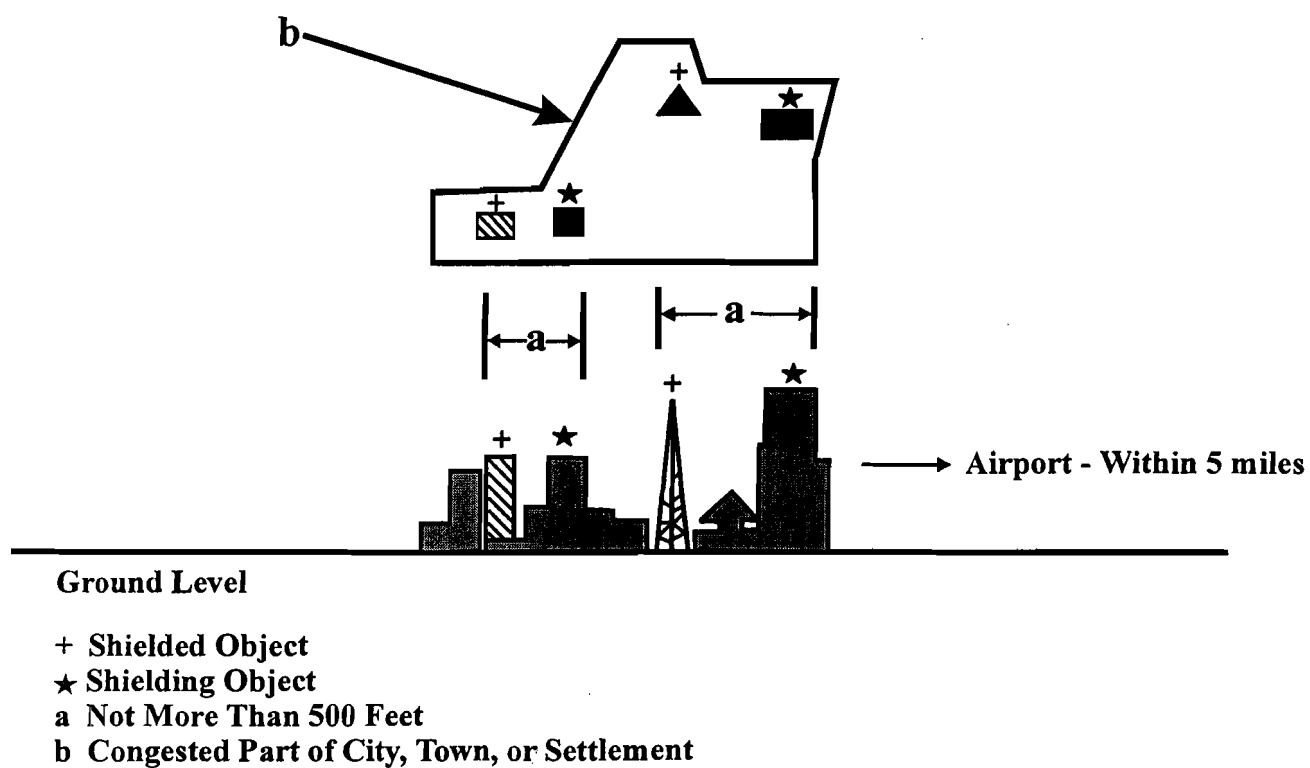 b
+
★
+
★
a
a
+
★
+
★
Airport - Within 5 miles
Ground Level
+ Shielded Object
★ Shielding Object
a Not More Than 500 Feet
b Congested Part of City, Town, or Settlement